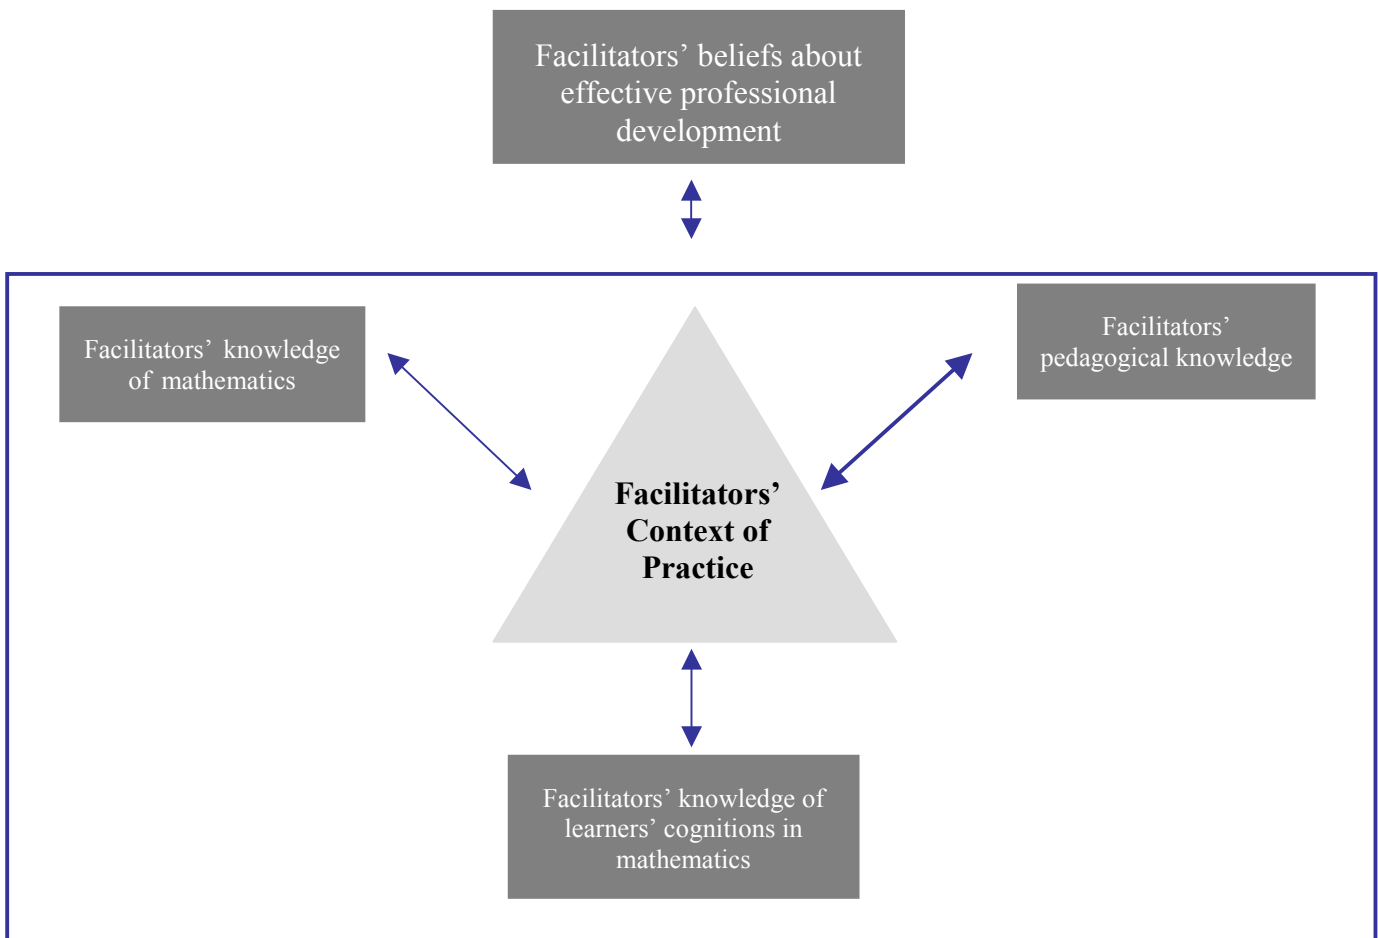 Facilitators’ beliefs about
effective professional
development
Facilitators’ knowledge
of mathematics
Facilitators’
pedagogical knowledge
Facilitators’
Context of
Practice
Facilitators’ knowledge of
learners’ cognitions in
mathematics